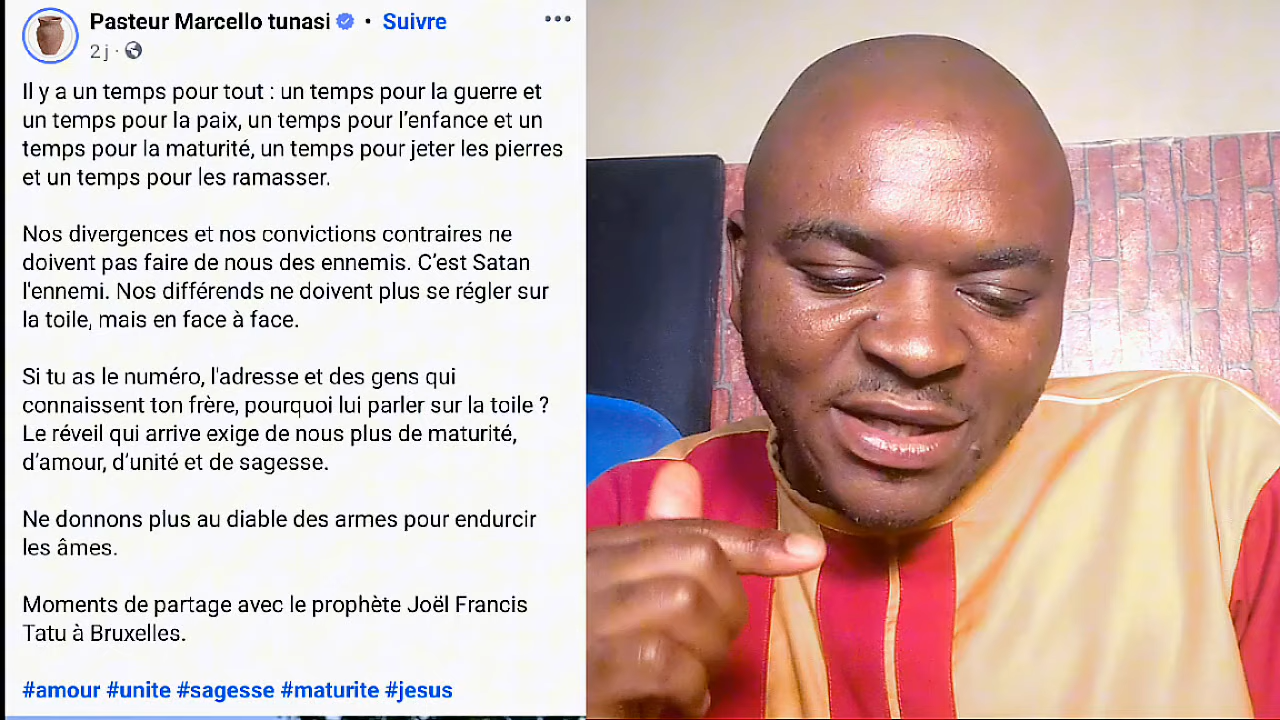 Pasteur Marcello tunasi • Suivre
2 j ·
Il y a un temps pour tout : un temps pour la guerre et
un temps pour la paix, un temps pour l’enfance et un
temps pour la maturité, un temps pour jeter les pierres
et un temps pour les ramasser.
Nos divergences et nos convictions contraires ne
doivent pas faire de nous des ennemis. C’est Satan
l'ennemi. Nos différends ne doivent plus se régler sur
la toile, mais en face à face.
Si tu as le numéro, l'adresse et des gens qui
connaissent ton frère, pourquoi lui parler sur la toile ?
Le réveil qui arrive exige de nous plus de maturité,
d’amour, d’unité et de sagesse.
Ne donnons plus au diable des armes pour endurcir
les âmes.
Moments de partage avec le prophète Joël Francis
Tatu à Bruxelles.
#amour #unite #sagesse #maturite #jesus